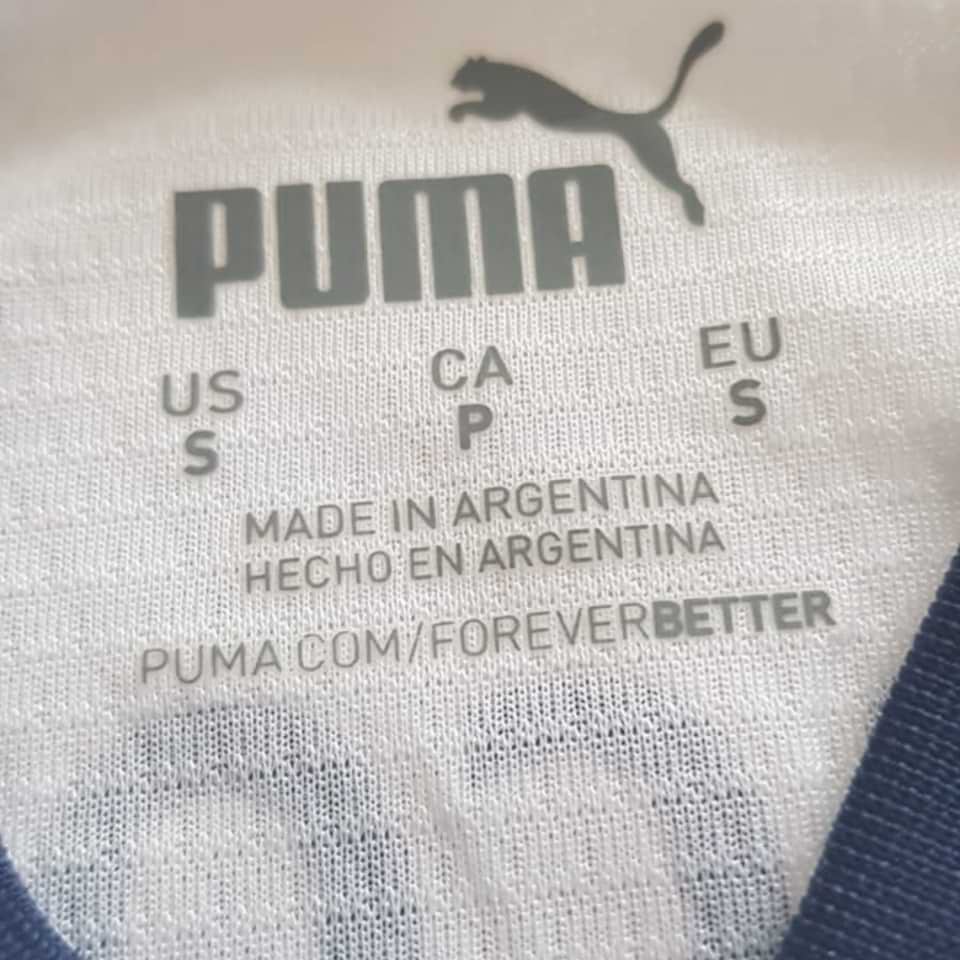 PUMA
US CA EU
S P S
MADE IN ARGENTINA
HECHO EN ARGENTINA
PUMA.COM/FOREVERBETTER